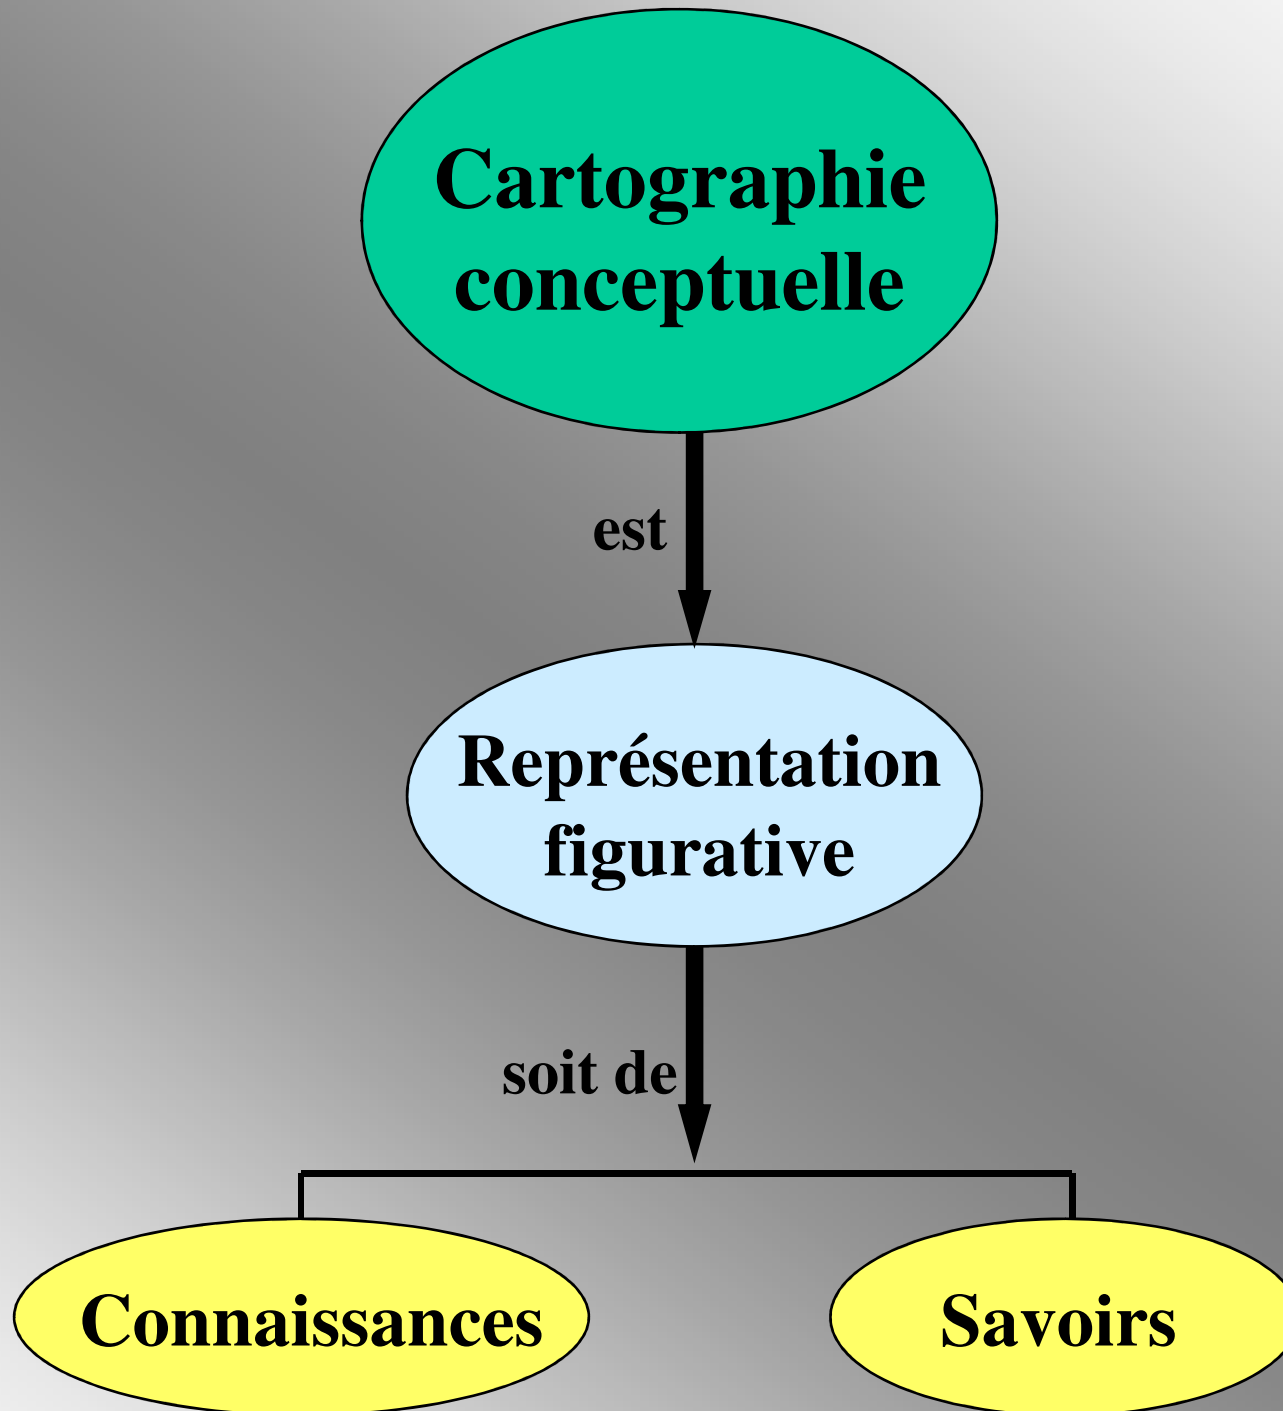 Cartographie
conceptuelle
est
Représentation
figurative
soit de
Connaissances
Savoirs